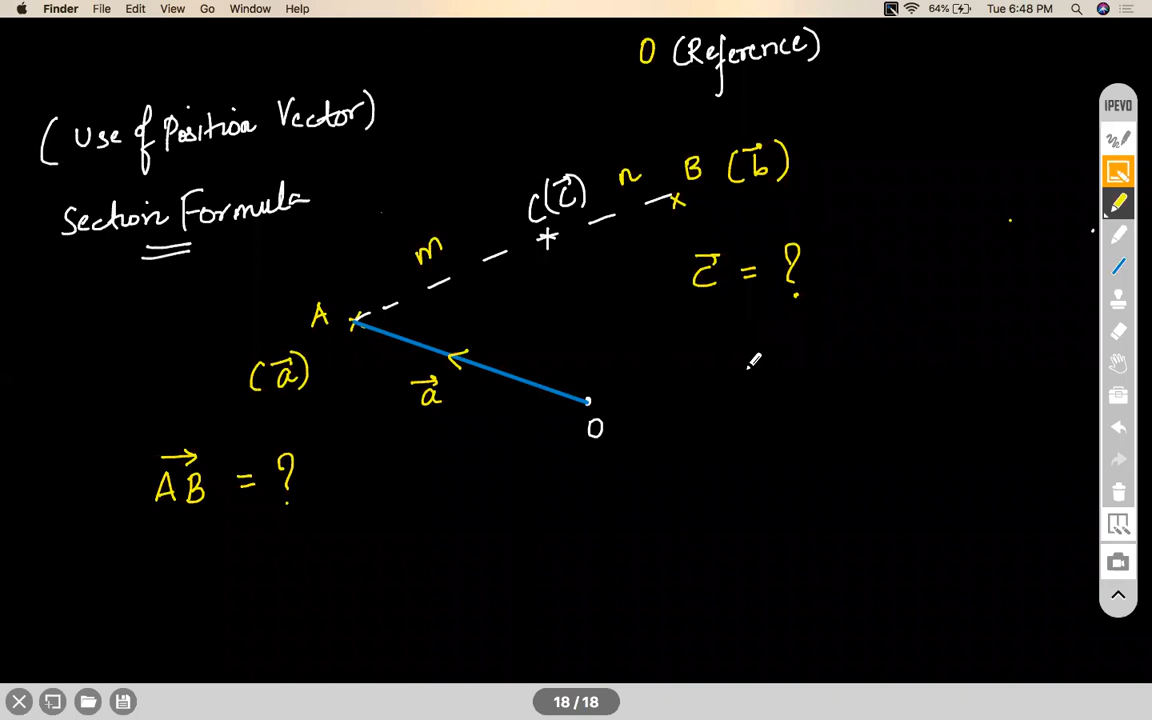 Finder File Edit View Go Window Help 64% Tue 6:48 PM
O (Reference)
(Use of Position Vector)
Section Formula
IPEVO
m
C(c⃗)
n
B (b⃗)
c⃗ = ?
A
(a⃗)
a⃗
O
A⃗B⃗ = ?
18 / 18